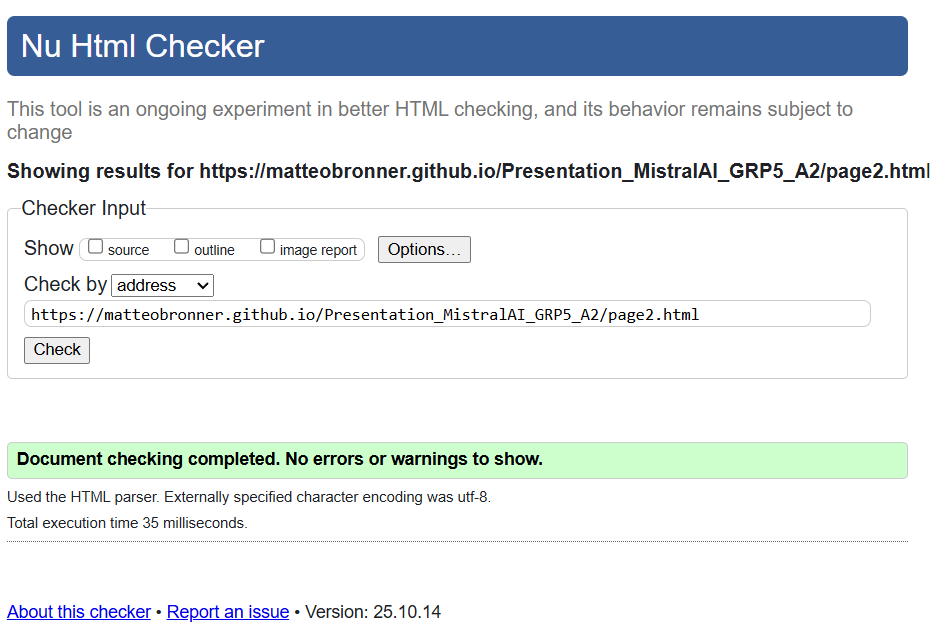 Nu Html Checker
This tool is an ongoing experiment in better HTML checking, and its behavior remains subject to
change
Showing results for https://matteobronner.github.io/Presentation_MistralAI_GRP5_A2/page2.html
Checker Input
Show source outline image report Options...
Check by address
https://matteobronner.github.io/Presentation_MistralAI_GRP5_A2/page2.html
Check
Document checking completed. No errors or warnings to show.
Used the HTML parser. Externally specified character encoding was utf-8.
Total execution time 35 milliseconds.
About this checker • Report an issue • Version: 25.10.14